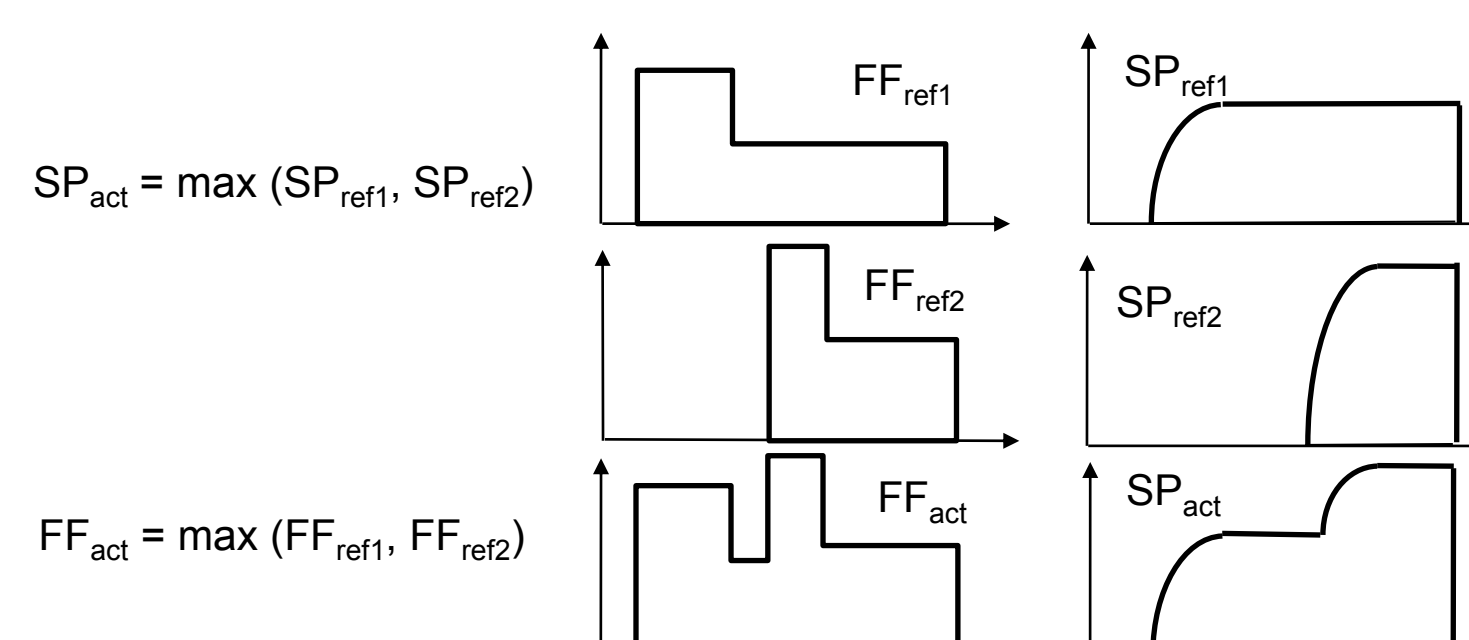 FF_ref1
SP_ref1
SP_act = max (SP_ref1, SP_ref2)
FF_ref2
SP_ref2
FF_act
SP_act
FF_act = max (FF_ref1, FF_ref2)